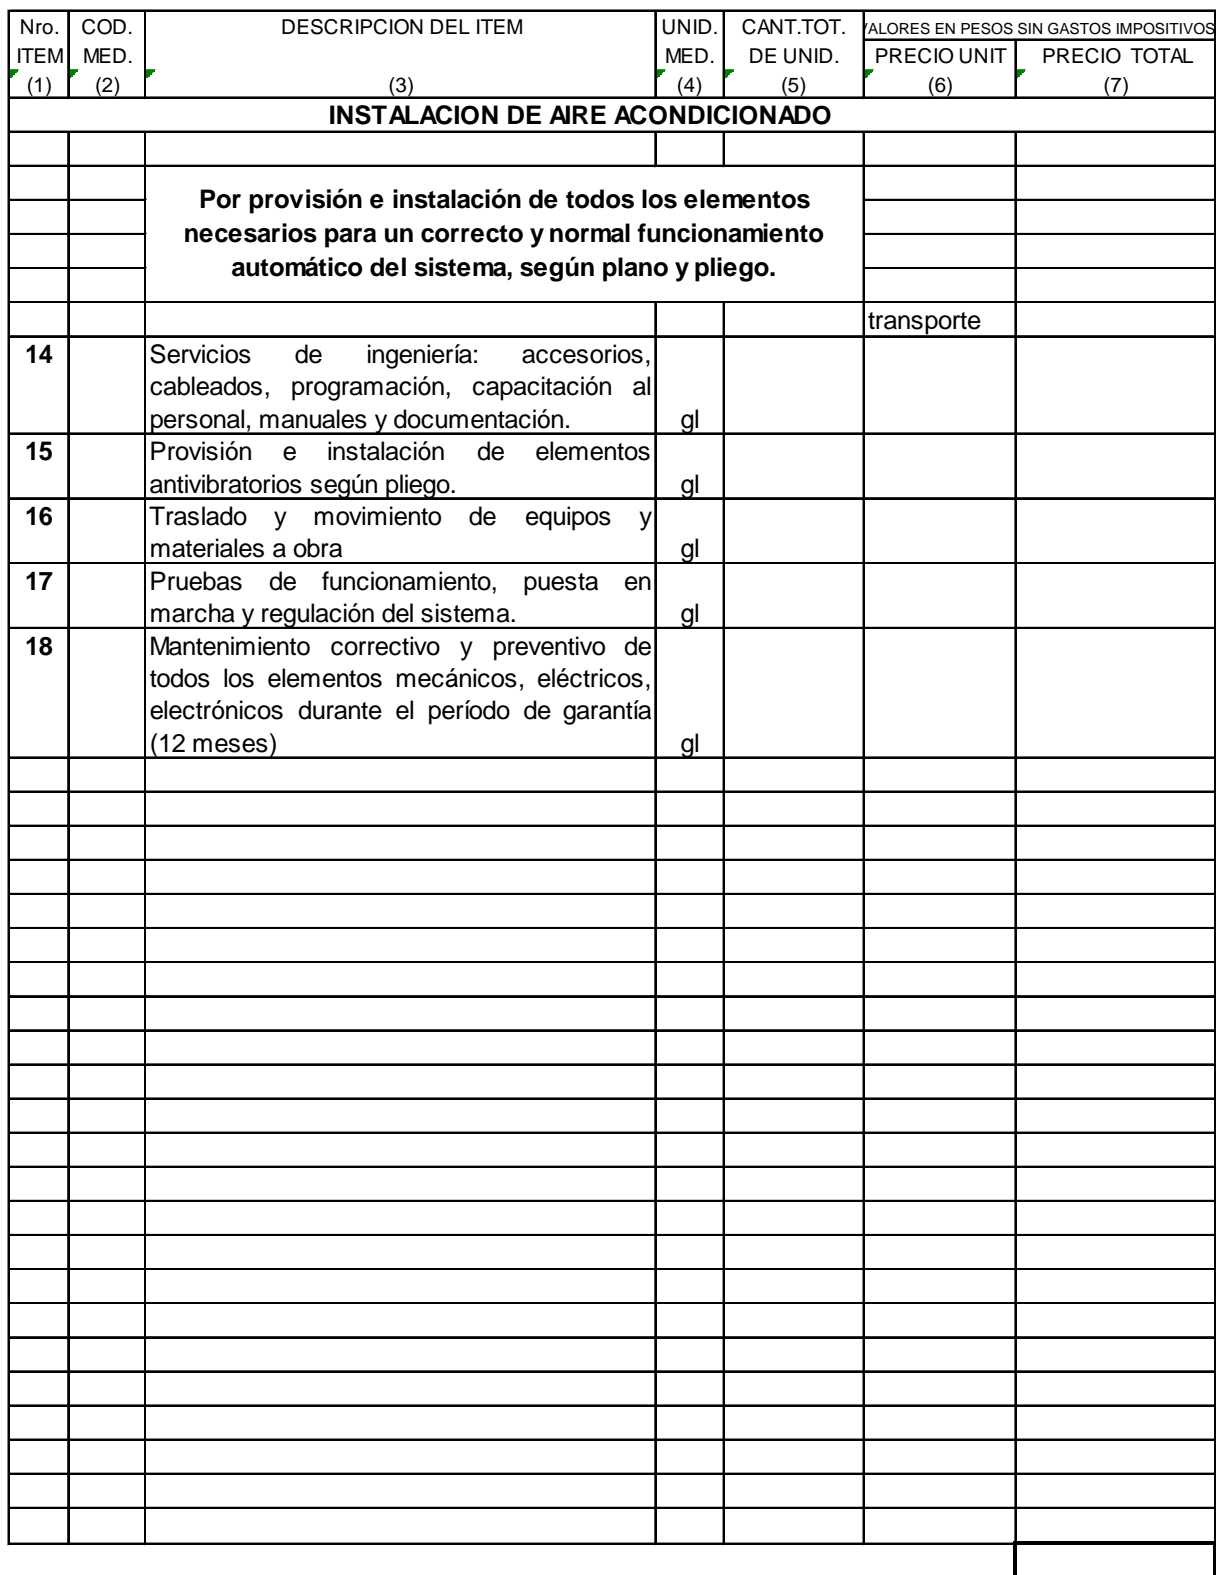 Nro. COD. DESCRIPCION DEL ITEM UNID. CANT.TOT. VALORES EN PESOS SIN GASTOS IMPOSITIVOS
ITEM MED. MED. DE UNID. PRECIO UNIT PRECIO TOTAL
(1) (2) (3) (4) (5) (6) (7)
INSTALACION DE AIRE ACONDICIONADO
Por provisión e instalación de todos los elementos
necesarios para un correcto y normal funcionamiento
automático del sistema, según plano y pliego.
transporte
14 Servicios de ingeniería: accesorios,
cableados, programación, capacitación al
personal, manuales y documentación. gl
15 Provisión e instalación de elementos
antivibratorios según pliego. gl
16 Traslado y movimiento de equipos y
materiales a obra gl
17 Pruebas de funcionamiento, puesta en
marcha y regulación del sistema. gl
18 Mantenimiento correctivo y preventivo de
todos los elementos mecánicos, eléctricos,
electrónicos durante el período de garantía
(12 meses) gl